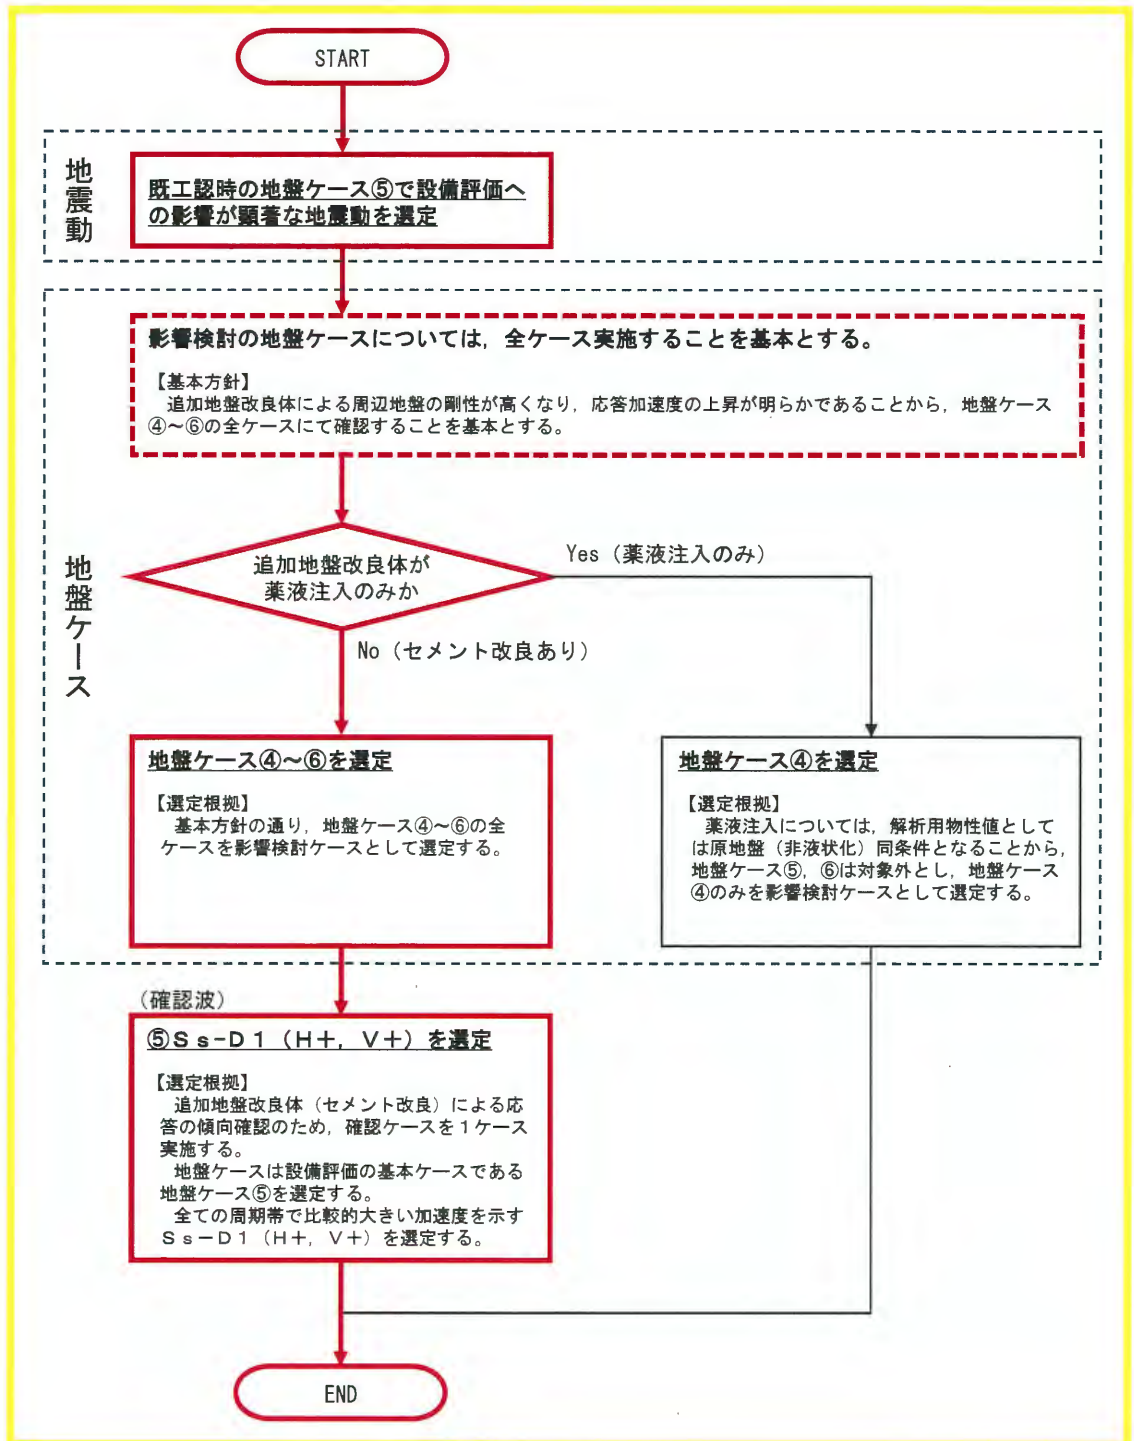 START
地震動
既工認時の地盤ケース⑤で設備評価へ
の影響が顕著な地震動を選定
影響検討の地盤ケースについては，全ケース実施することを基本とする。
【基本方針】
追加地盤改良体による周辺地盤の剛性が高くなり，応答加速度の上昇が明らかであることから，地盤ケース
④～⑥の全ケースにて確認することを基本とする。
地盤ケース
追加地盤改良体が
薬液注入のみか
Yes（薬液注入のみ）
No（セメント改良あり）
地盤ケース④～⑥を選定
【選定根拠】
基本方針の通り，地盤ケース④～⑥の全
ケースを影響検討ケースとして選定する。
地盤ケース④を選定
【選定根拠】
薬液注入については，解析用物性値として
は原地盤（非液状化）同条件となることから，
地盤ケース⑤，⑥は対象外とし，地盤ケース
④のみを影響検討ケースとして選定する。
（確認波）
⑤Ｓｓ-Ｄ１（Ｈ＋，Ｖ＋）を選定
【選定根拠】
追加地盤改良体（セメント改良）による応
答の傾向確認のため，確認ケースを１ケース
実施する。
地盤ケースは設備評価の基本ケースである
地盤ケース⑤を選定する。
全ての周期帯で比較的大きい加速度を示す
Ｓｓ－Ｄ１（Ｈ＋，Ｖ＋）を選定する。
END